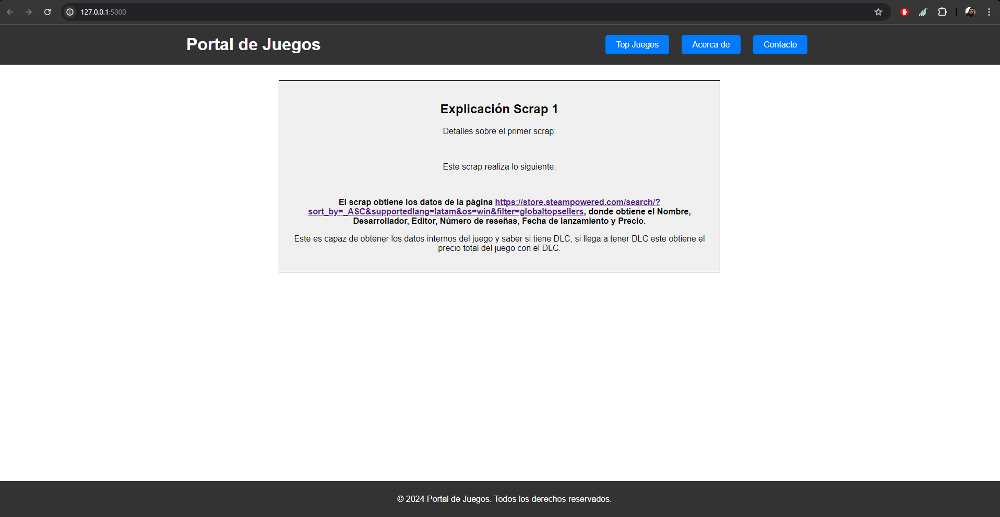 127.0.0.1:5000
Portal de Juegos
Top Juegos
Acerca de
Contacto
Explicación Scrap 1
Detalles sobre el primer scrap:
Este scrap realiza lo siguiente:
El scrap obtiene los datos de la página https://store.steampowered.com/search/?
sort_by=_ASC&supportedlang=latam&os=win&filter=globaltopsellers, donde obtiene el Nombre,
Desarrollador, Editor, Número de reseñas, Fecha de lanzamiento y Precio.
Este es capaz de obtener los datos internos del juego y saber si tiene DLC, si llega a tener DLC este obtiene el
precio total del juego con el DLC.
© 2024 Portal de Juegos. Todos los derechos reservados.